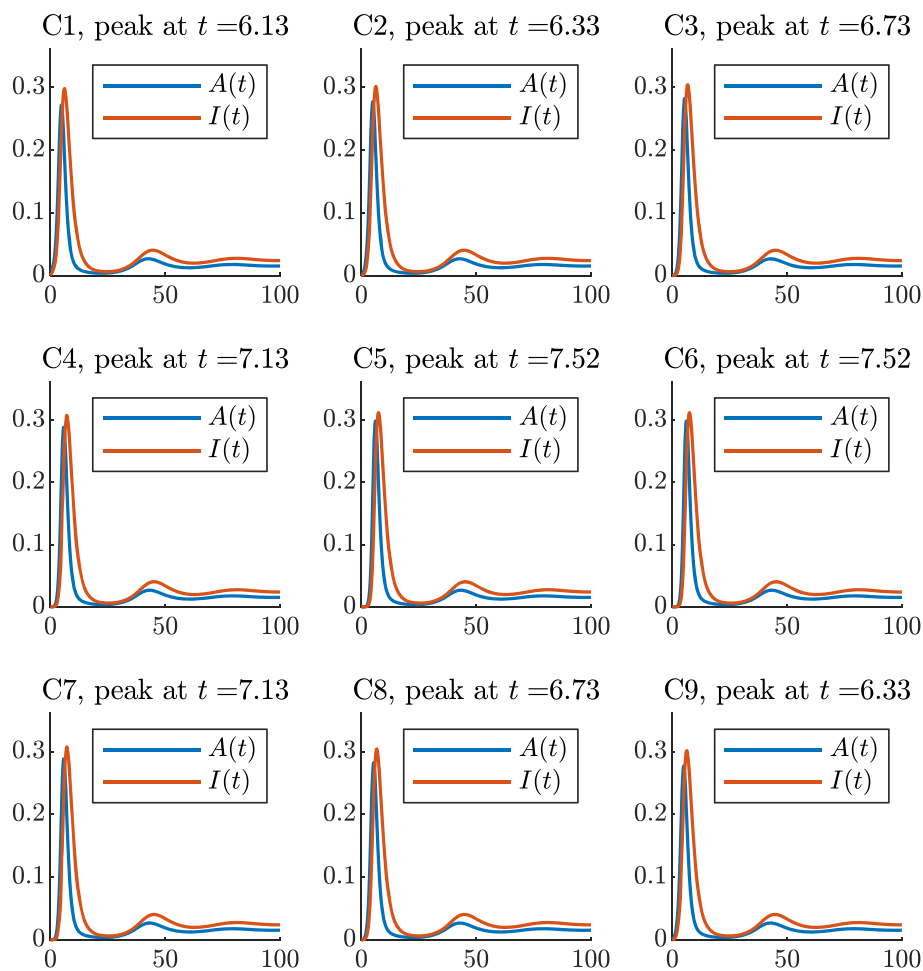 C1, peak at t =6.13
C2, peak at t =6.33
C3, peak at t =6.73
0.3
0.2
0.1
0
A(t)
I(t)
0 50 100
0.3
0.2
0.1
0
A(t)
I(t)
0 50 100
0.3
0.2
0.1
0
A(t)
I(t)
0 50 100
C4, peak at t =7.13
C5, peak at t =7.52
C6, peak at t =7.52
0.3
0.2
0.1
0
A(t)
I(t)
0 50 100
0.3
0.2
0.1
0
A(t)
I(t)
0 50 100
0.3
0.2
0.1
0
A(t)
I(t)
0 50 100
C7, peak at t =7.13
C8, peak at t =6.73
C9, peak at t =6.33
0.3
0.2
0.1
0
A(t)
I(t)
0 50 100
0.3
0.2
0.1
0
A(t)
I(t)
0 50 100
0.3
0.2
0.1
0
A(t)
I(t)
0 50 100